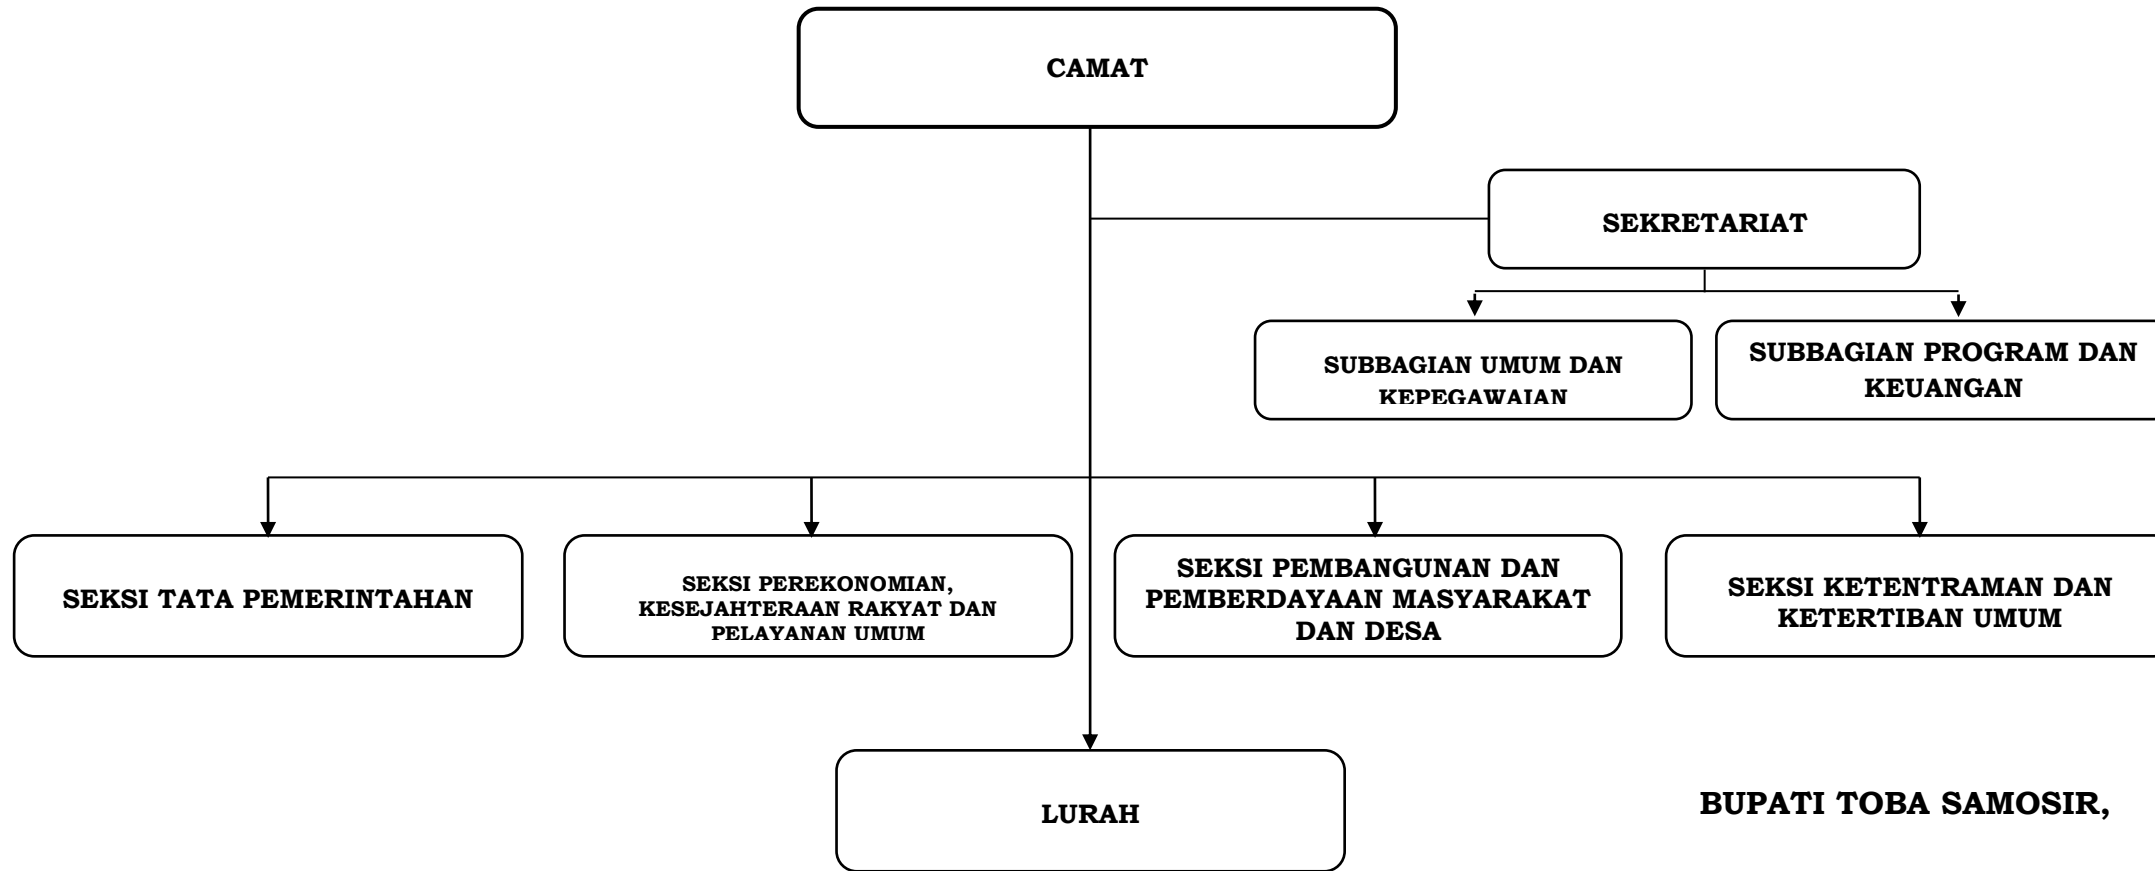 CAMAT
SEKRETARIAT
SUBBAGIAN UMUM DAN
KEPEGAWAIAN
SUBBAGIAN PROGRAM DAN
KEUANGAN
SEKSI TATA PEMERINTAHAN
SEKSI PEREKONOMIAN,
KESEJAHTERAAN RAKYAT DAN
PELAYANAN UMUM
SEKSI PEMBANGUNAN DAN
PEMBERDAYAAN MASYARAKAT
DAN DESA
SEKSI KETENTRAMAN DAN
KETERTIBAN UMUM
LURAH
BUPATI TOBA SAMOSIR,